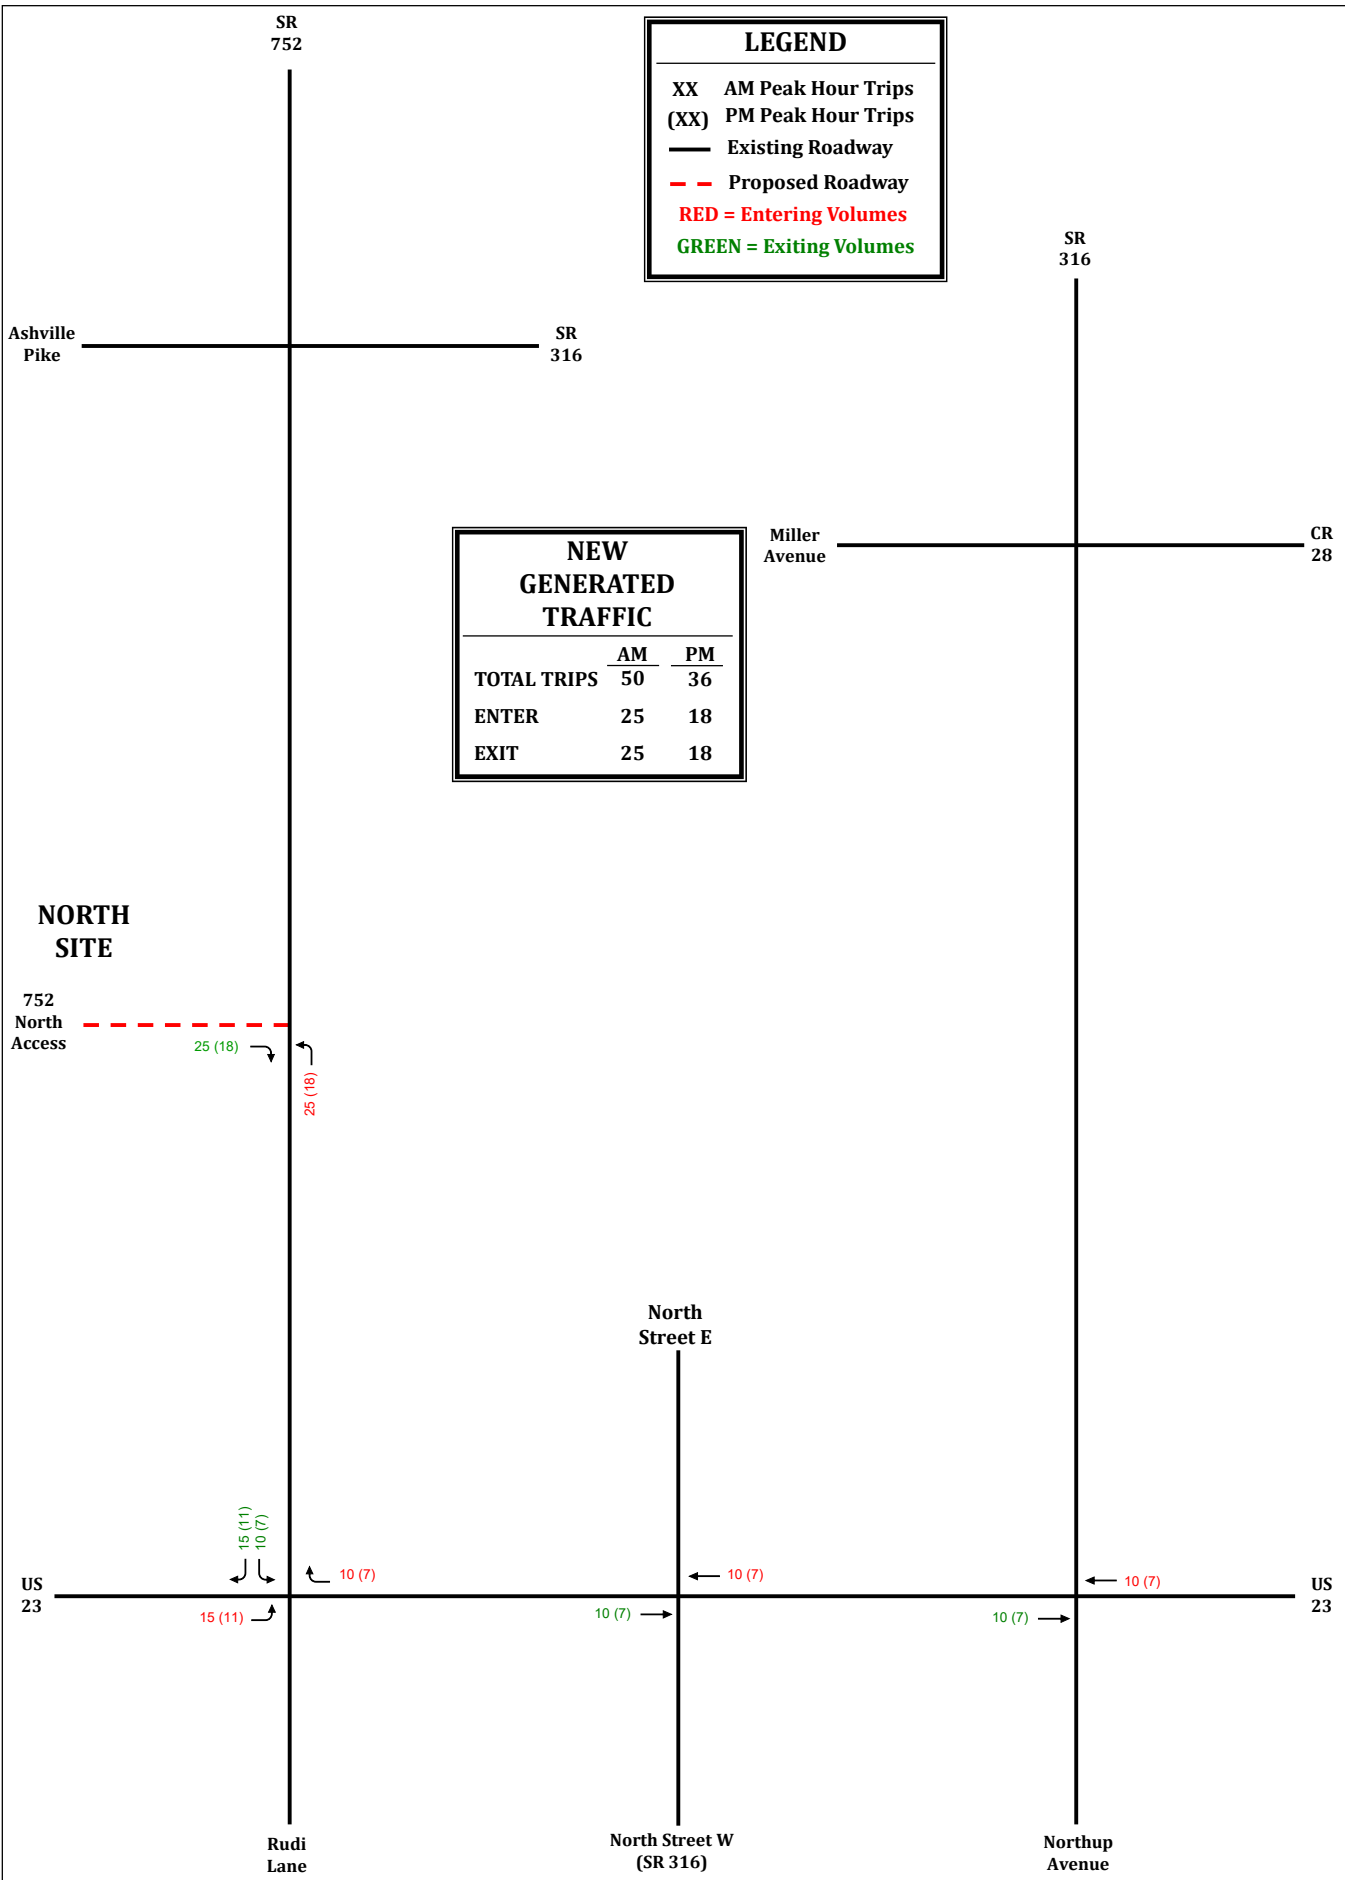 SR
752
LEGEND
XX AM Peak Hour Trips
(XX) PM Peak Hour Trips
Existing Roadway
Proposed Roadway
RED = Entering Volumes
GREEN = Exiting Volumes
SR
316
Ashville
Pike
SR
316
Miller
Avenue
CR
28
NEW
GENERATED
TRAFFIC
AM PM
TOTAL TRIPS 50 36
ENTER 25 18
EXIT 25 18
NORTH
SITE
752
North
Access
25 (18)
25 (18)
North
Street E
15 (11)
10 (7)
10 (7)
10 (7)
10 (7)
US
23
US
23
15 (11)
10 (7)
10 (7)
Rudi
Lane
North Street W
(SR 316)
Northup
Avenue